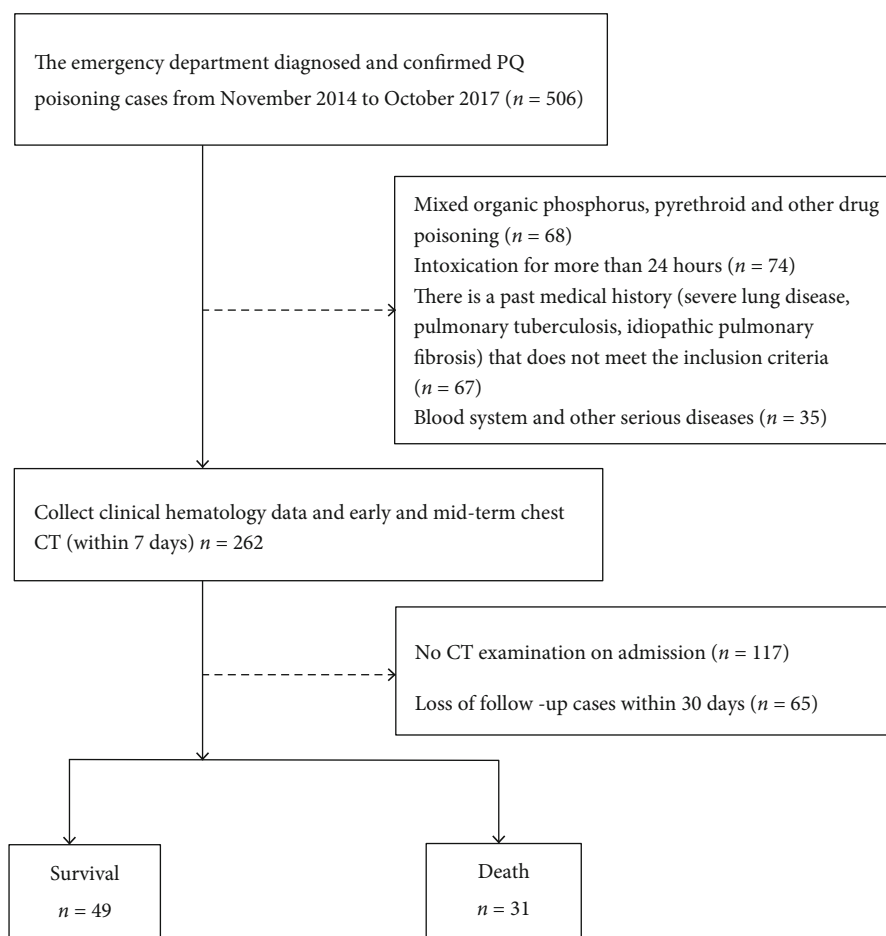 The emergency department diagnosed and confirmed PQ
poisoning cases from November 2014 to October 2017 (n = 506)
Mixed organic phosphorus, pyrethroid and other drug
poisoning (n = 68)
Intoxication for more than 24 hours (n = 74)
There is a past medical history (severe lung disease,
pulmonary tuberculosis, idiopathic pulmonary
fibrosis) that does not meet the inclusion criteria
(n = 67)
Blood system and other serious diseases (n = 35)
Collect clinical hematology data and early and mid-term chest
CT (within 7 days) n = 262
No CT examination on admission (n = 117)
Loss of follow -up cases within 30 days (n = 65)
Survival
n = 49
Death
n = 31